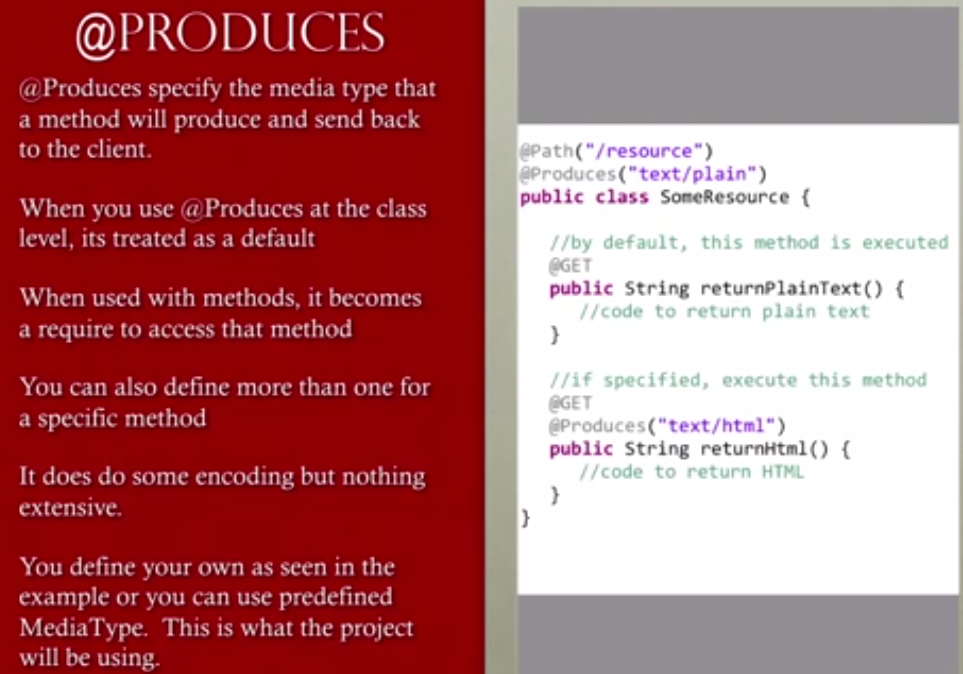 @PRODUCES
@Produces specify the media type that
a method will produce and send back
to the client.
When you use @Produces at the class
level, its treated as a default
When used with methods, it becomes
a require to access that method
You can also define more than one for
a specific method
It does do some encoding but nothing
extensive.
You define your own as seen in the
example or you can use predefined
MediaType.  This is what the project
will be using.
@Path("/resource")
@Produces("text/plain")
public class SomeResource {
//by default, this method is executed
@GET
public String returnPlainText() {
//code to return plain text
}
//if specified, execute this method
@GET
@Produces("text/html")
public String returnHtml() {
//code to return HTML
}
}